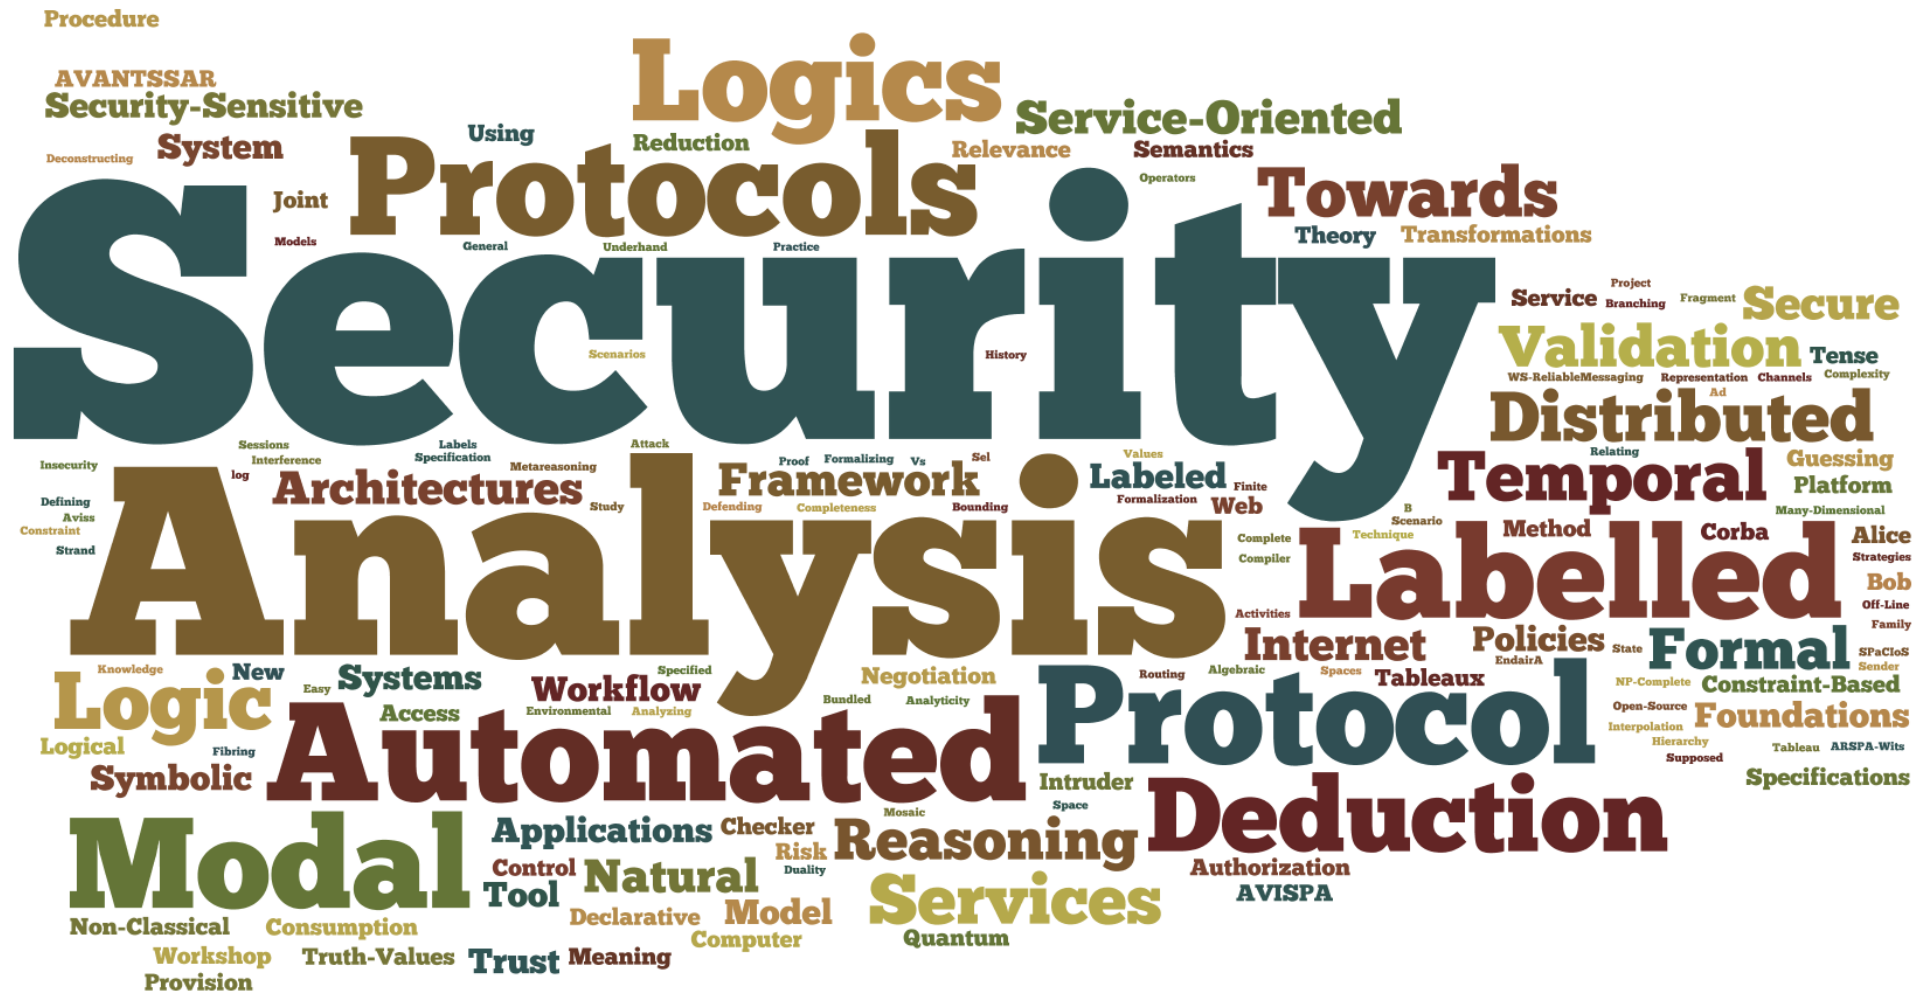 Procedure
Logics
AVANTSSAR
Security-Sensitive
Service-Oriented
Using
Reduction
System
Protocols
Relevance
Semantics
Deconstructing
Operators
Towards
Joint
Security
Theory
Transformations
Models
General
Underhand
Practice
Project
Service
Branching
Fragment
Secure
Validation
Tense
Scenarios
History
WS-ReliableMessaging
Representation
Channels
Complexity
Ad
Distributed
Sessions
Labels
Attack
Insecurity
Interference
Specification
Metareasoning
Proof
Formalizing
Vs
Sel
Values
Relating
Guessing
log
Architectures
Framework
Labeled
Finite
Temporal
Platform
Defining
Study
Defending
Completeness
Bounding
Formalization
Web
B
Many-Dimensional
Aviss
Scenario
Constraint
Analysis
Technique
Method
Corba
Alice
Strand
Complete
Compiler
Labelled
Strategies
Bob
Activities
Off-Line
Family
Internet
Policies
State
Formal
SPaCIoS
EndairA
Sender
Knowledge
New
Systems
Specified
Negotiation
Routing
Algebraic
Spaces
Tableaux
NP-Complete
Constraint-Based
Easy
Workflow
Logic
Bundled
Analyticity
Access
Environmental
Analyzing
Protocol
Open-Source
Foundations
Interpolation
Logical
Fibring
Automated
Hierarchy
Tableau
ARSPA-Wits
Supposed
Symbolic
Intruder
Specifications
Space
Mosaic
Deduction
Modal
Applications
Checker
Reasoning
Risk
Control
Natural
Duality
Authorization
Tool
Services
AVISPA
Declarative
Model
Non-Classical
Consumption
Computer
Quantum
Workshop
Truth-Values
Trust
Meaning
Provision